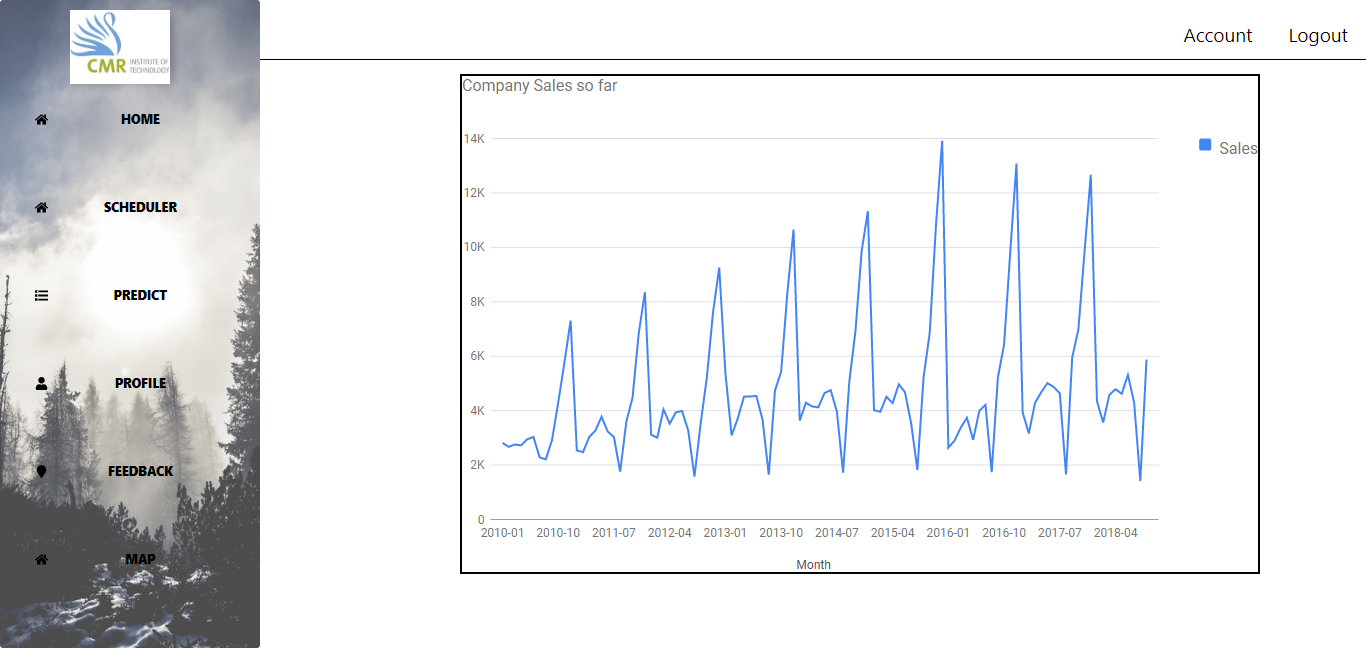 CMR INSTITUTE OF TECHNOLOGY
HOME
SCHEDULER
PREDICT
PROFILE
FEEDBACK
MAP
Account Logout
Company Sales so far
14K
12K
10K
8K
6K
4K
2K
0
2010-01 2010-10 2011-07 2012-04 2013-01 2013-10 2014-07 2015-04 2016-01 2016-10 2017-07 2018-04
Month
Sales